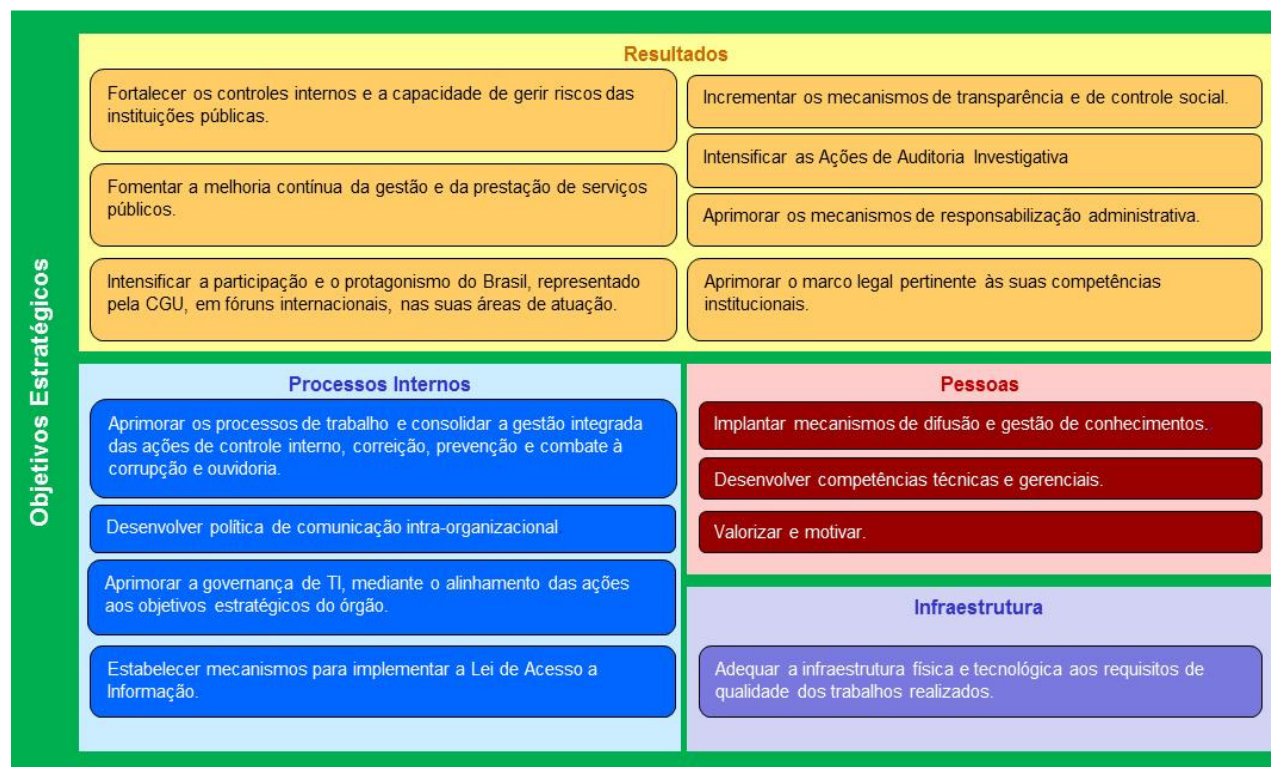 Objetivos Estratégicos
Resultados
Fortalecer os controles internos e a capacidade de gerir riscos das
instituições públicas.
Fomentar a melhoria contínua da gestão e da prestação de serviços
públicos.
Intensificar a participação e o protagonismo do Brasil, representado
pela CGU, em fóruns internacionais, nas suas áreas de atuação.
Incrementar os mecanismos de transparência e de controle social.
Intensificar as Ações de Auditoria Investigativa
Aprimorar os mecanismos de responsabilização administrativa.
Aprimorar o marco legal pertinente às suas competências
institucionais.
Processos Internos
Aprimorar os processos de trabalho e consolidar a gestão integrada
das ações de controle interno, correição, prevenção e combate à
corrupção e ouvidoria.
Desenvolver política de comunicação intra-organizacional
Aprimorar a governança de TI, mediante o alinhamento das ações
aos objetivos estratégicos do órgão.
Estabelecer mecanismos para implementar a Lei de Acesso a
Informação.
Pessoas
Implantar mecanismos de difusão e gestão de conhecimentos.
Desenvolver competências técnicas e gerenciais.
Valorizar e motivar.
Infraestrutura
Adequar a infraestrutura física e tecnológica aos requisitos de
qualidade dos trabalhos realizados.